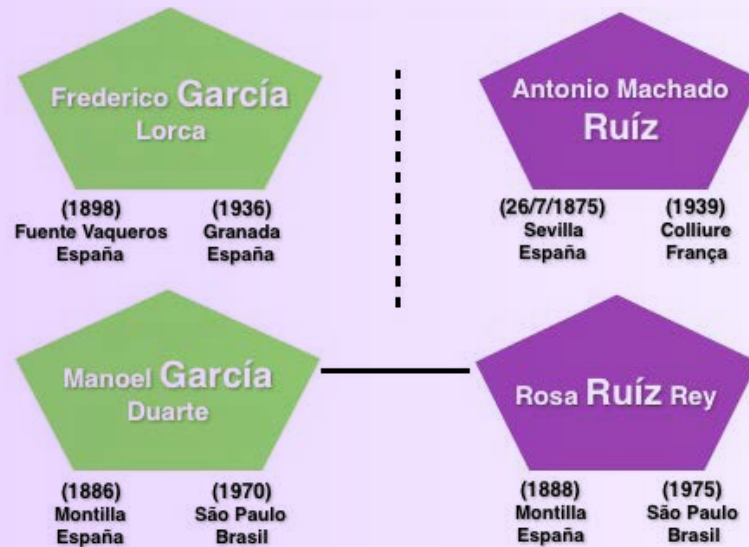 Frederico García
Lorca
(1898)
Fuente Vaqueros
España
(1936)
Granada
España
Antonio Machado
Ruíz
(26/7/1875)
Sevilla
España
(1939)
Colliure
França
Manoel García
Duarte
(1886)
Montilla
España
(1970)
São Paulo
Brasil
Rosa Ruíz Rey
(1888)
Montilla
España
(1975)
São Paulo
Brasil